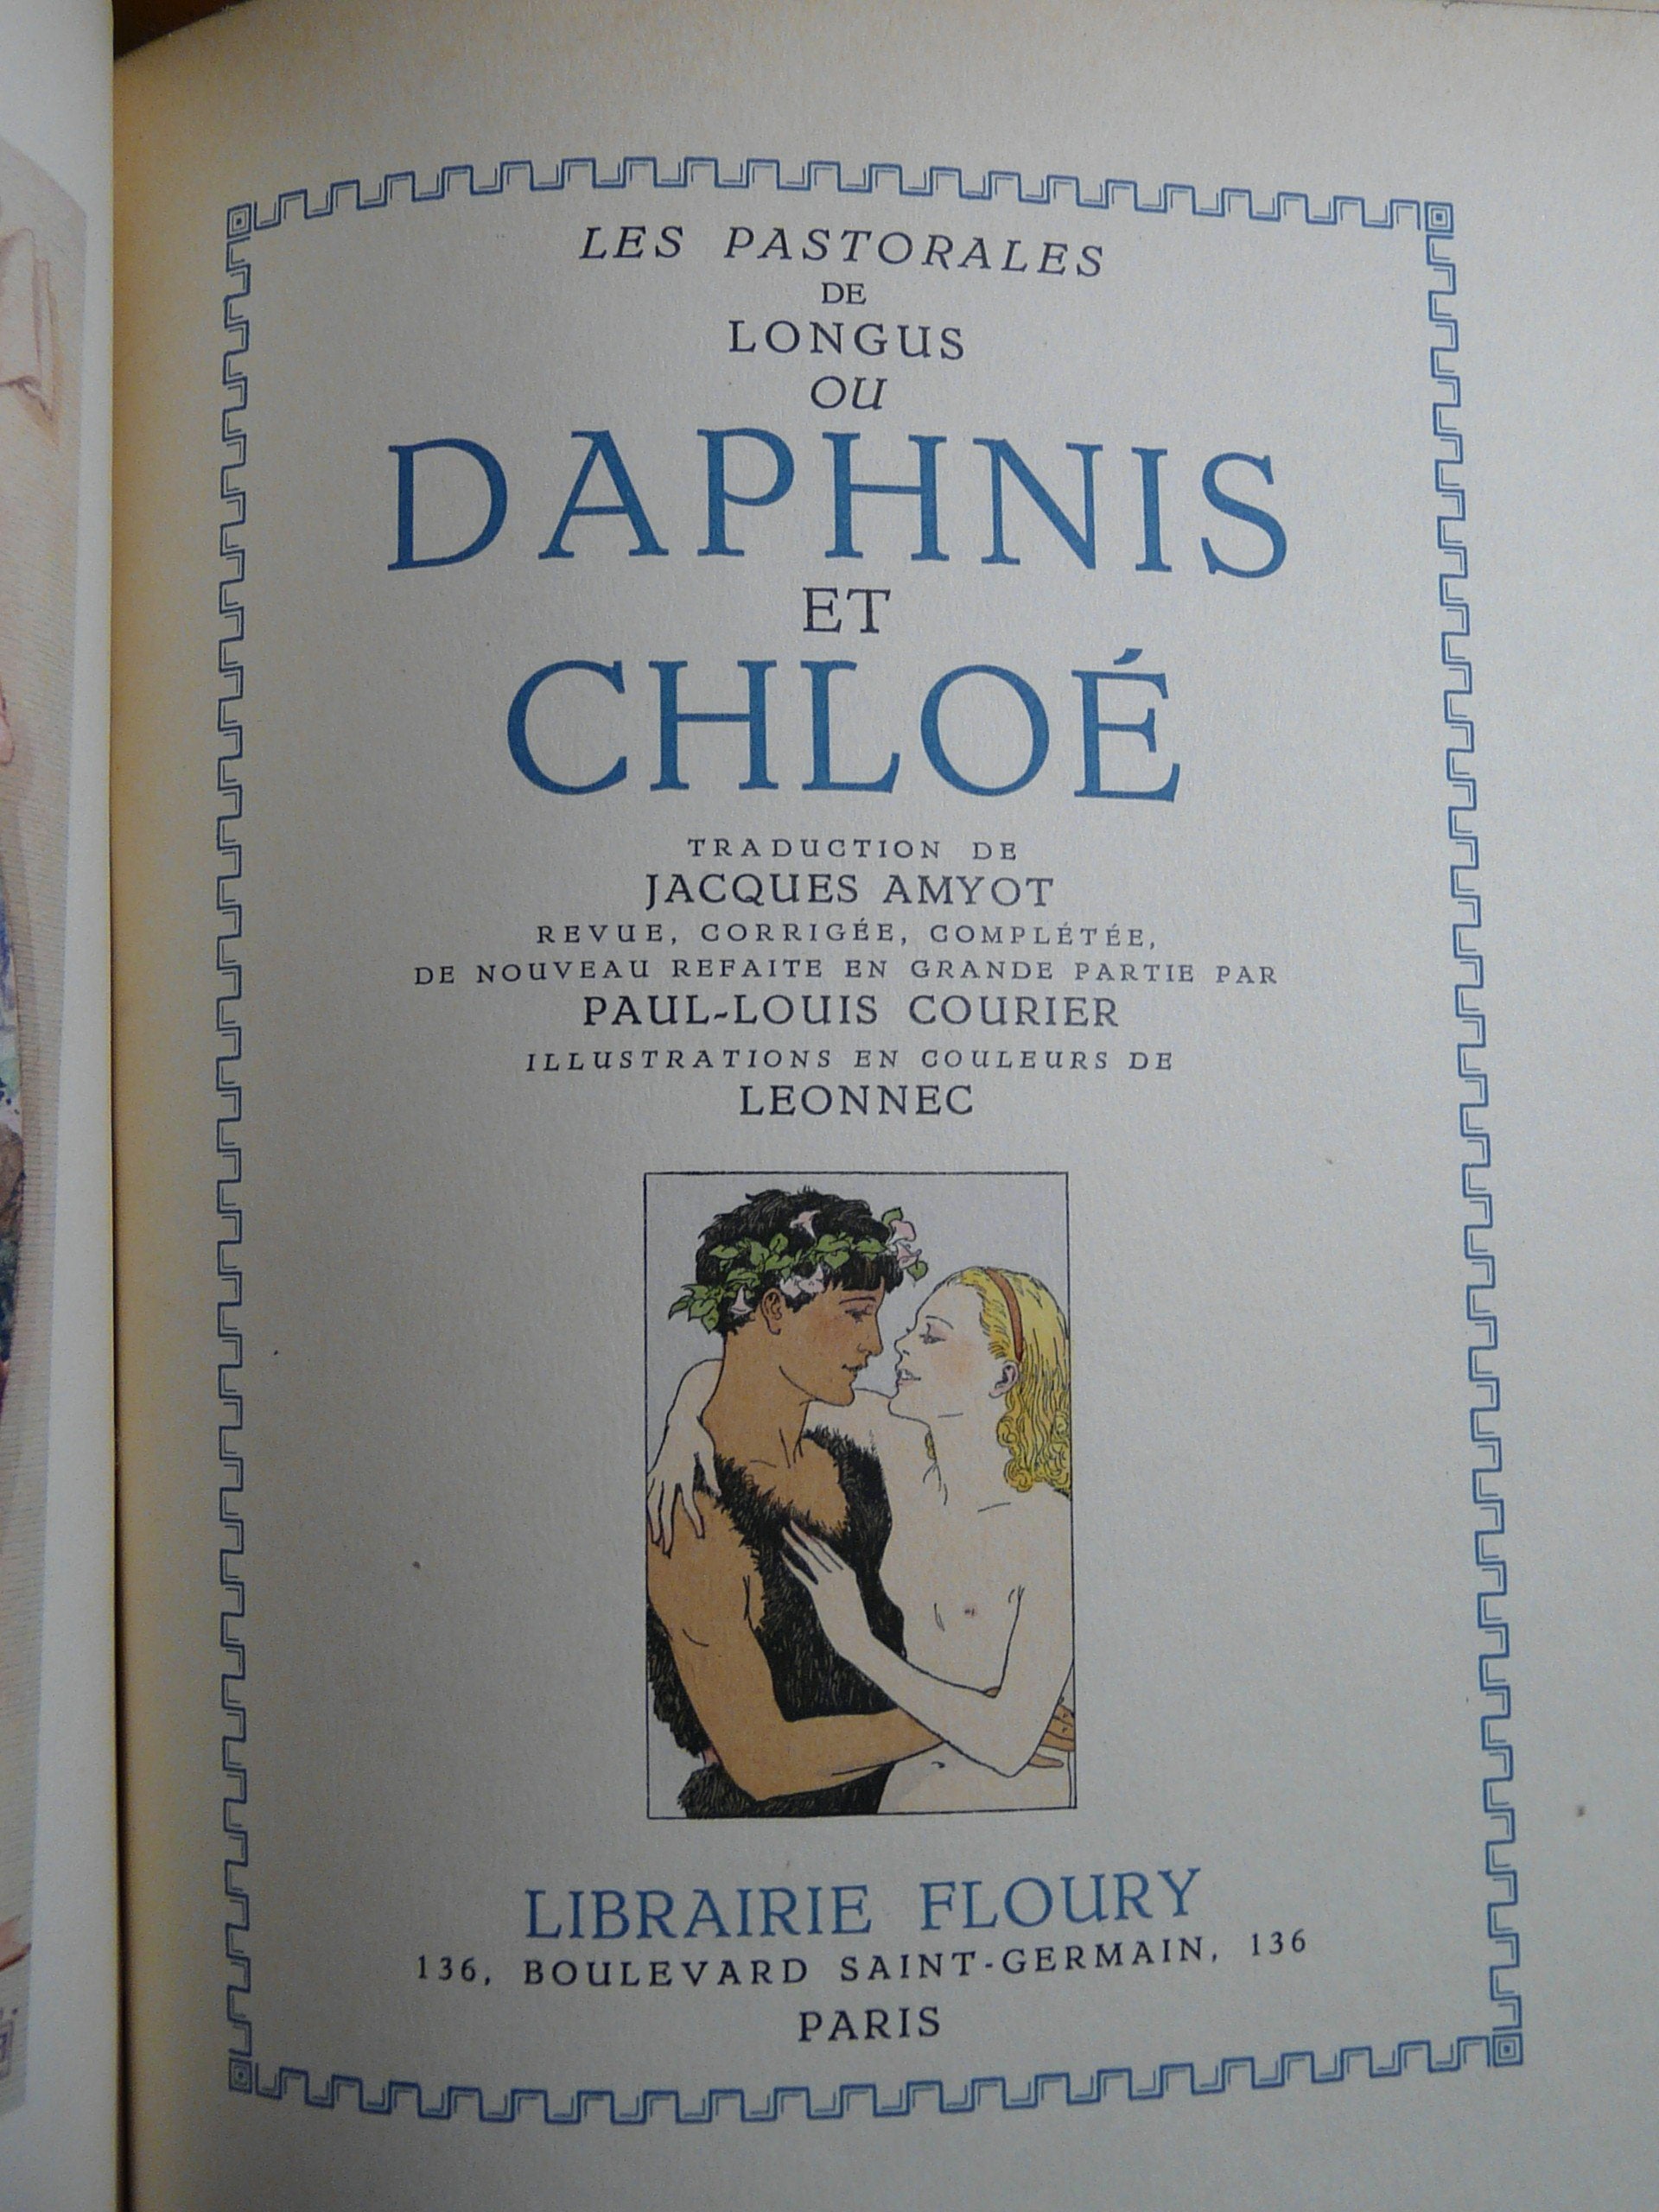 LES PASTORALES
DE
LONGUS
OU
DAPHNIS
ET
CHLOÉ
TRADUCTION DE
JACQUES AMYOT
REVUE, CORRIGÉE, COMPLÉTÉE,
DE NOUVEAU REFAITE EN GRANDE PARTIE PAR
PAUL-LOUIS COURIER
ILLUSTRATIONS EN COULEURS DE
LEONNEC
LIBRAIRIE FLOURY
136, BOULEVARD SAINT-GERMAIN, 136
PARIS